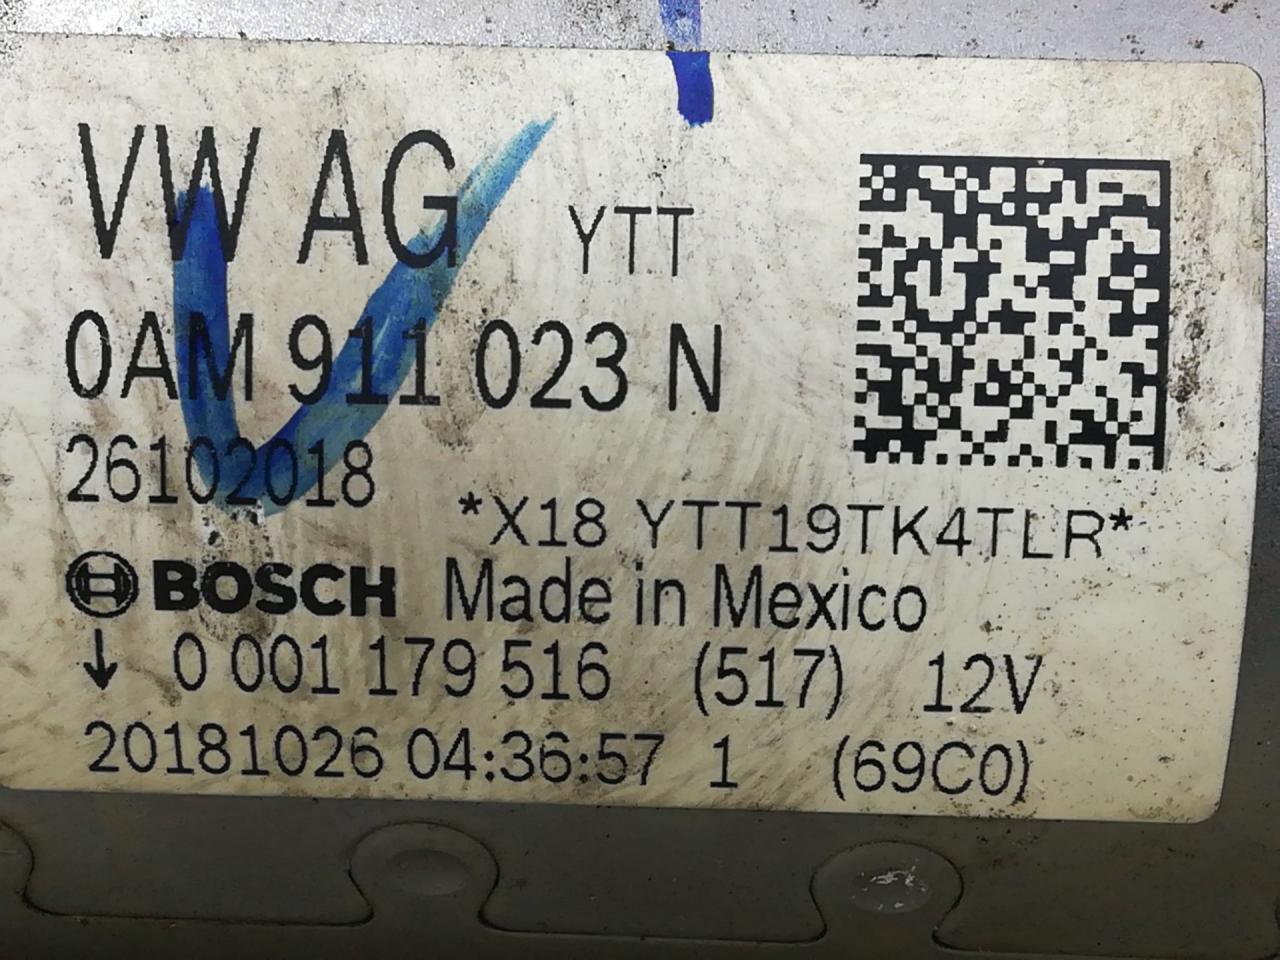 VW AG YTT
0AM 911 023 N
26102018
*X18 YTT19TK4TLR*
BOSCH Made in Mexico
↓ 0 001 179 516 (517) 12V
20181026 04:36:57 1 (69C0)